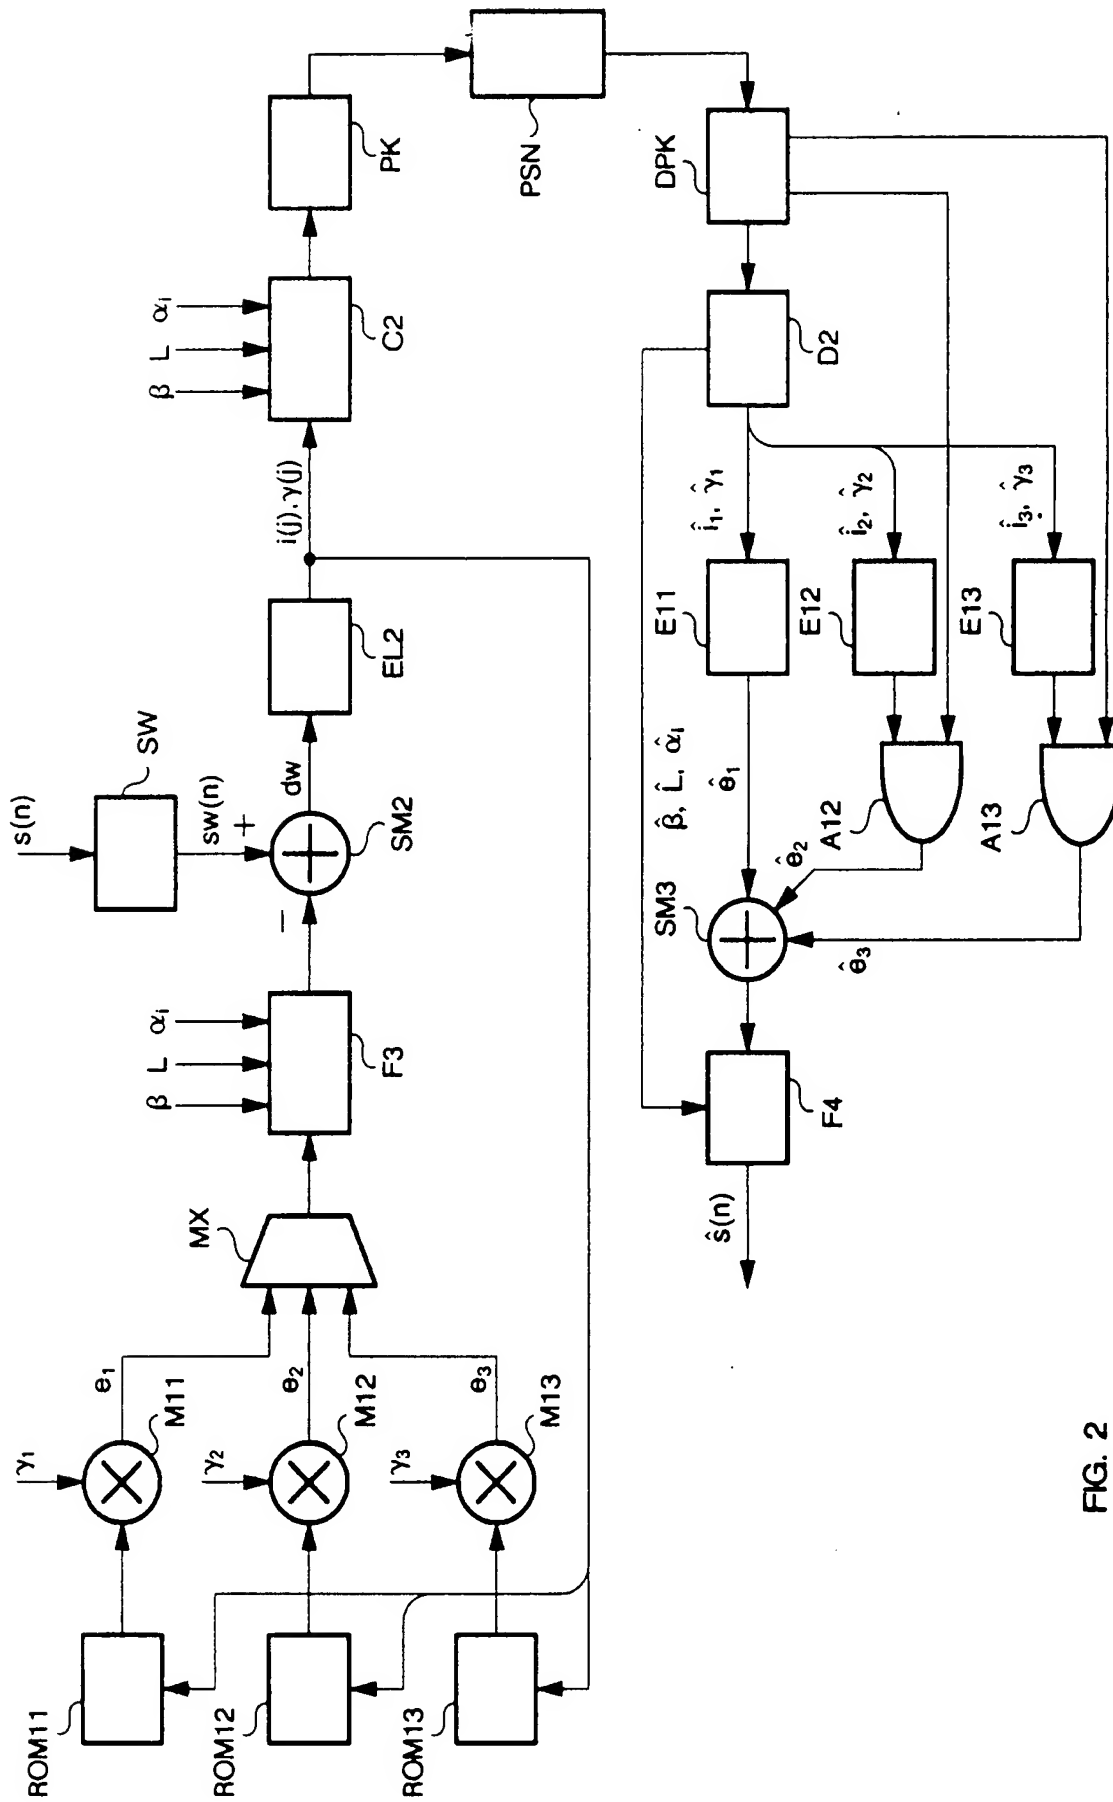 s(n)
SW
sw(n)
+
−
dw
SM2
EL2
i(j), γ(j)
β
L
αᵢ
C2
PK
PSN
γ₁
ROM11
M11
e₁
γ₂
ROM12
M12
e₂
γ₃
ROM13
M13
e₃
MX
β
L
αᵢ
F3
DPK
D2
î₁, γ̂₁
E11
î₂, γ̂₂
E12
î₃, γ̂₃
E13
β̂, L̂, α̂ᵢ
ê₁
A12
ê₂
A13
ê₃
SM3
F4
ŝ(n)
FIG. 2